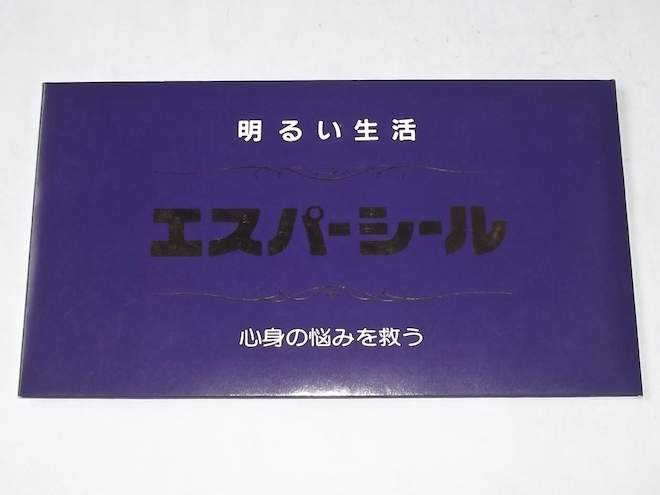 明るい生活
エスパーシール
心身の悩みを救う